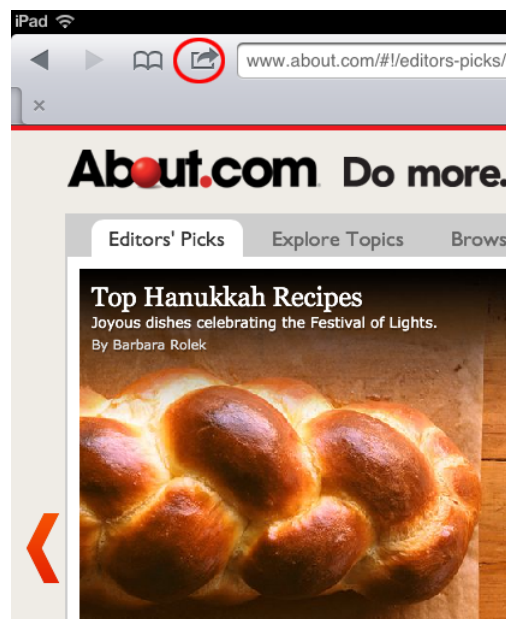 iPad
www.about.com/#!/editors-picks/
×
About.com Do more.
Editors' Picks Explore Topics Brows
Top Hanukkah Recipes
Joyous dishes celebrating the Festival of Lights.
By Barbara Rolek